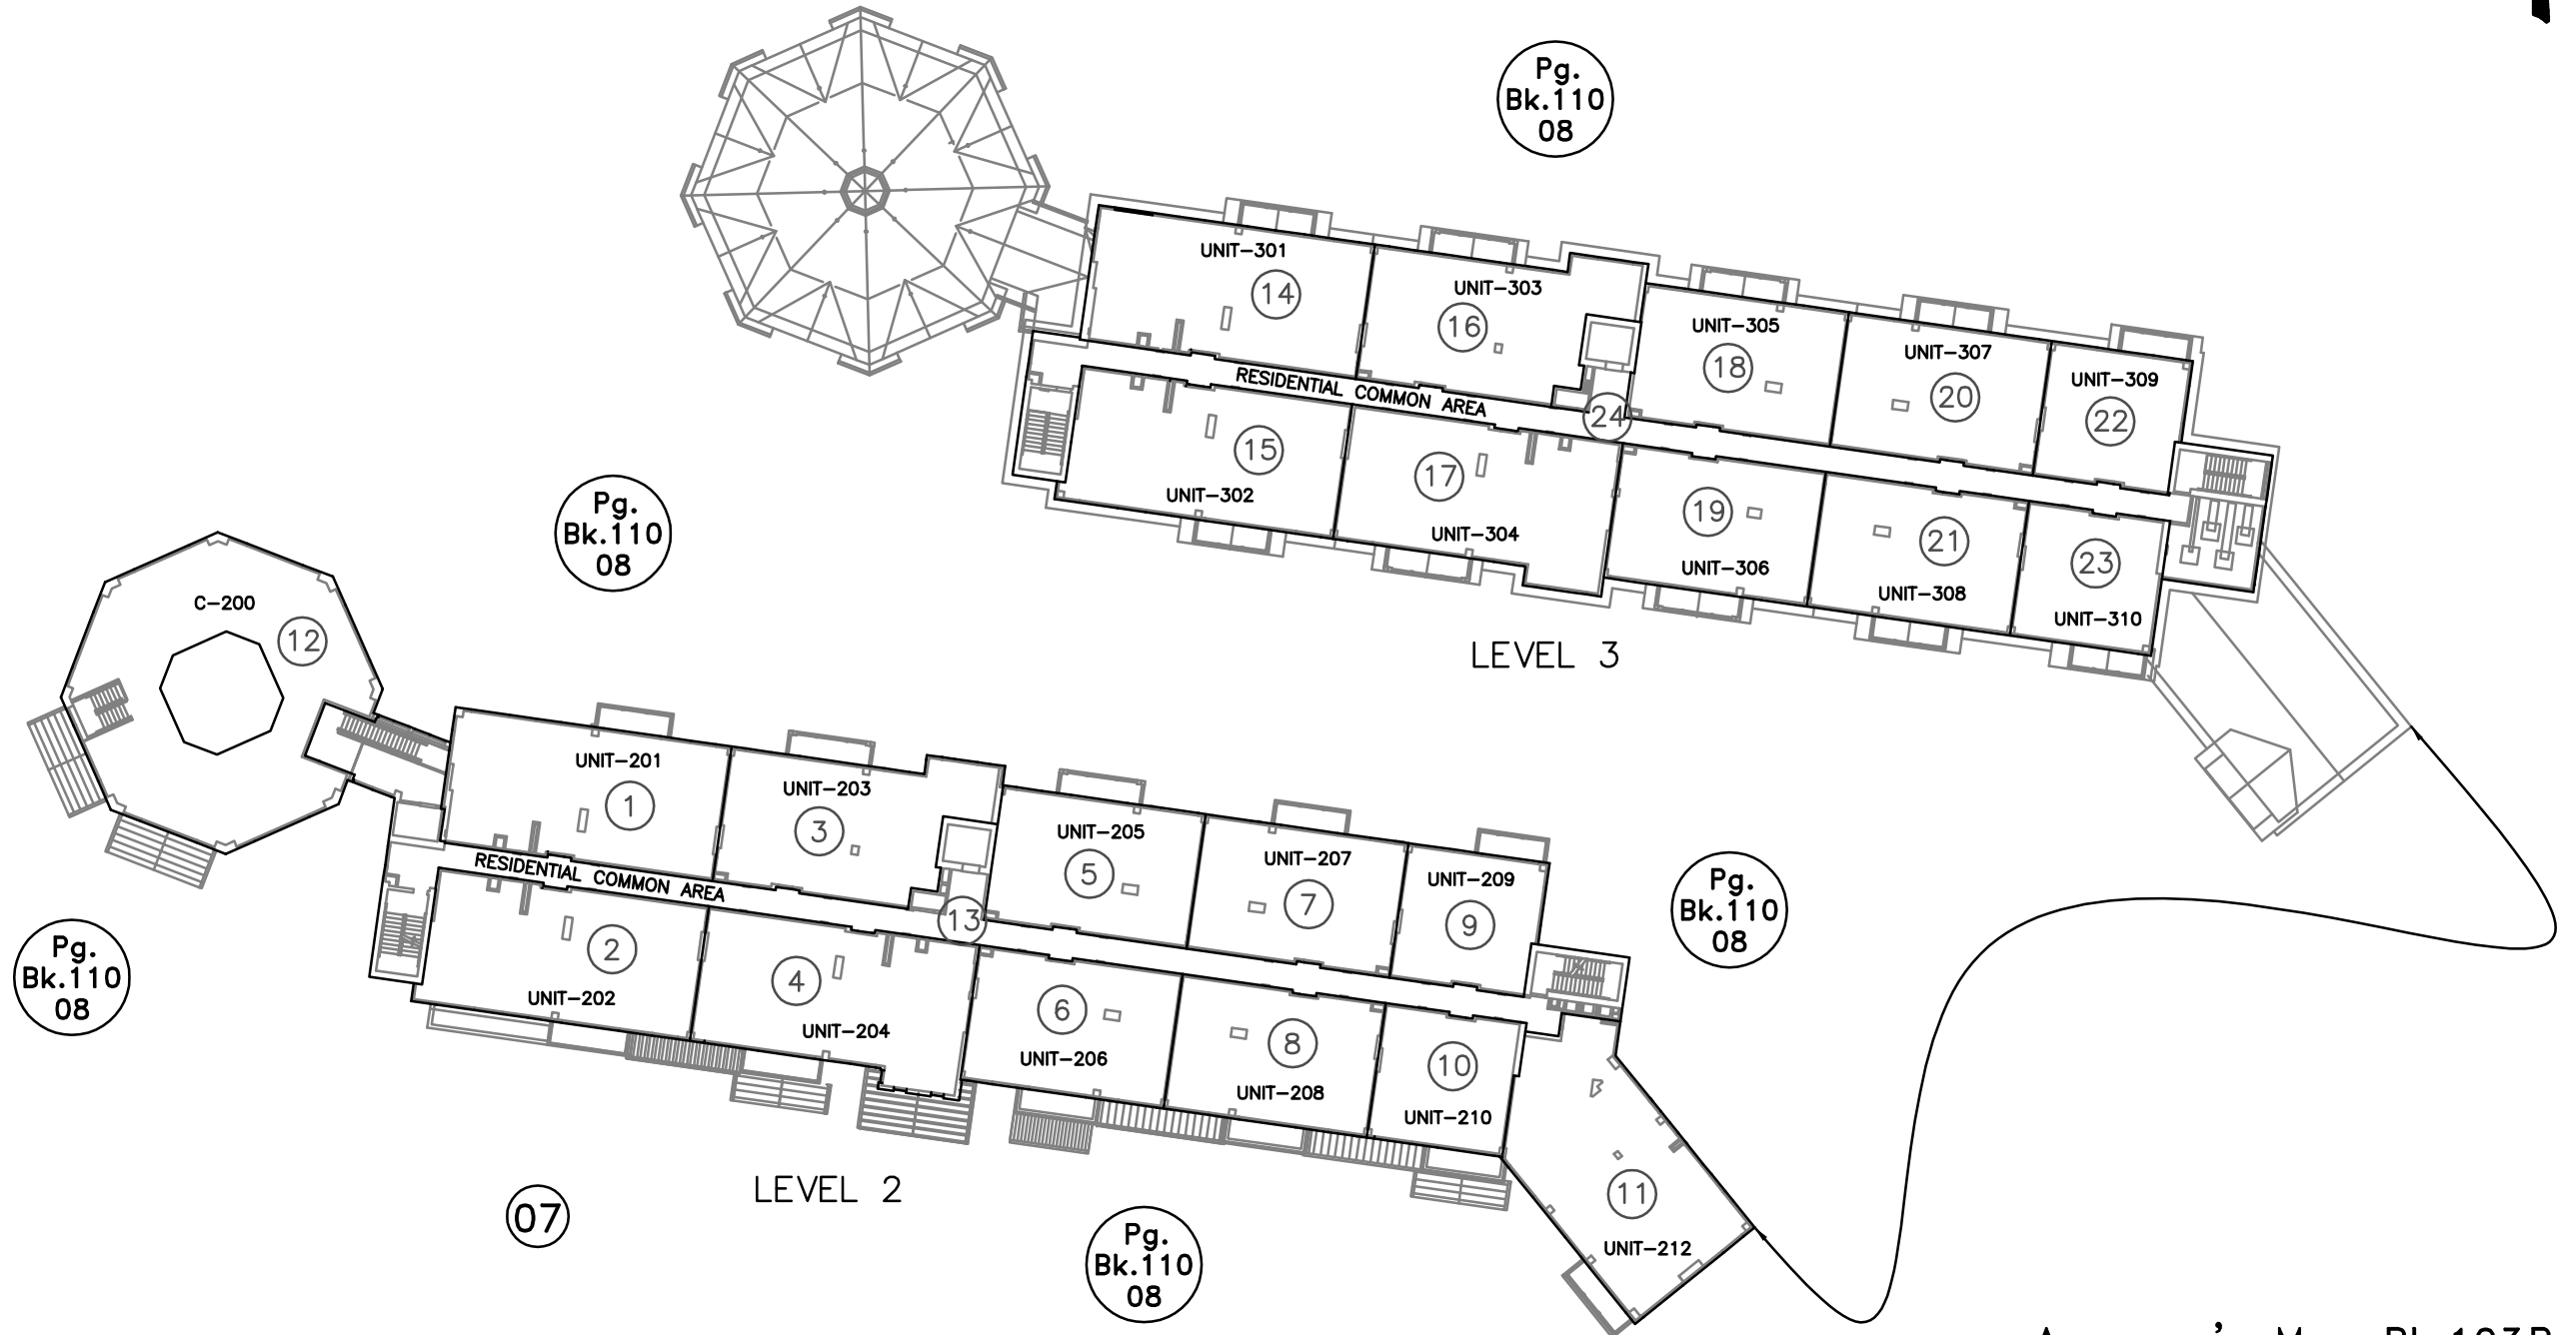 Pg.
Bk.110
08
UNIT-301
14
UNIT-303
16
UNIT-305
18
UNIT-307
20
UNIT-309
22
RESIDENTIAL COMMON AREA
24
15
UNIT-302
17
UNIT-304
19
UNIT-306
21
UNIT-308
23
UNIT-310
LEVEL 3
Pg.
Bk.110
08
C-200
12
UNIT-201
1
UNIT-203
3
UNIT-205
5
UNIT-207
7
UNIT-209
9
RESIDENTIAL COMMON AREA
13
2
UNIT-202
4
UNIT-204
6
UNIT-206
8
UNIT-208
10
UNIT-210
11
UNIT-212
Pg.
Bk.110
08
Pg.
Bk.110
08
LEVEL 2
07
Pg.
Bk.110
08